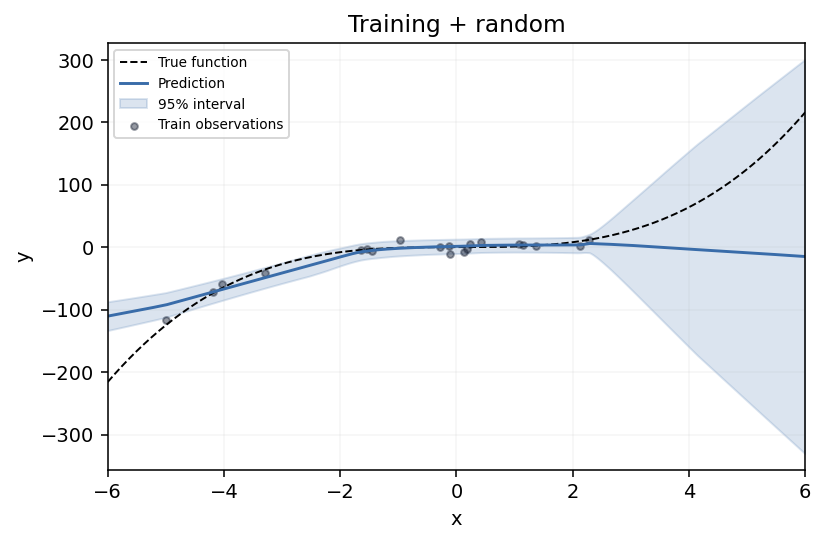 Training + random
True function
Prediction
95% interval
Train observations
300
200
100
0
−100
−200
−300
y
−6
−4
−2
0
2
4
6
x